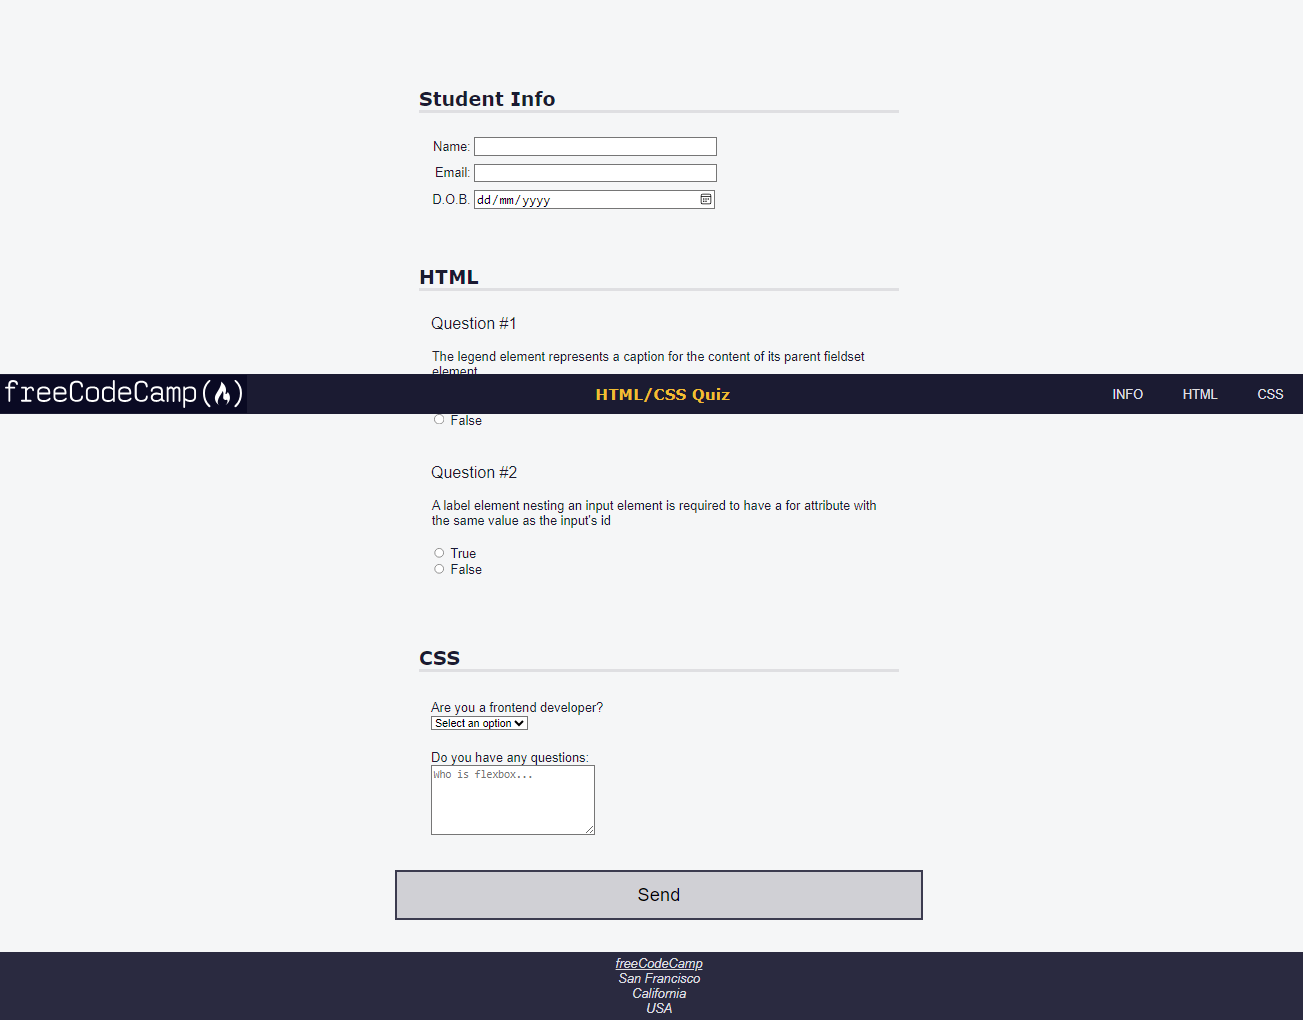 Student Info
Name:
Email:
D.O.B. dd/mm/yyyy
HTML
Question #1
The legend element represents a caption for the content of its parent fieldset
element
freeCodeCamp HTML/CSS Quiz INFO HTML CSS
False
Question #2
A label element nesting an input element is required to have a for attribute with
the same value as the input's id
True
False
CSS
Are you a frontend developer?
Select an option
Do you have any questions:
Who is flexbox...
Send
freeCodeCamp
San Francisco
California
USA